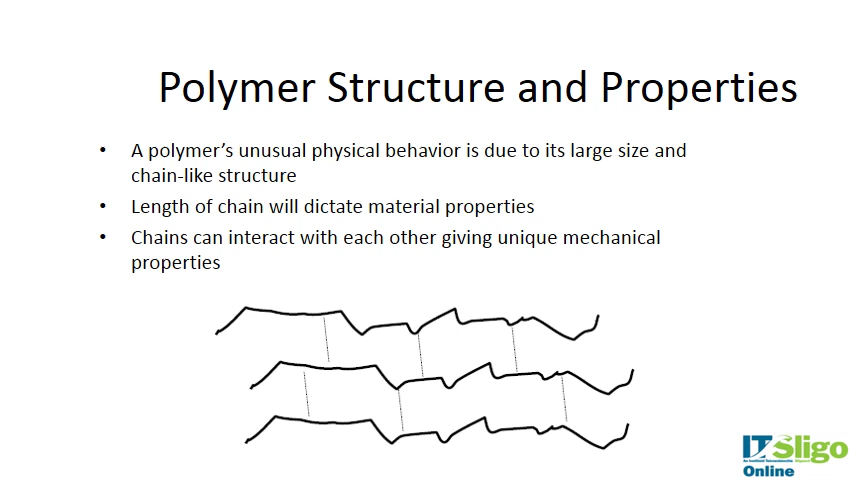 Polymer Structure and Properties
• A polymer’s unusual physical behavior is due to its large size and
chain-like structure
• Length of chain will dictate material properties
• Chains can interact with each other giving unique mechanical
properties
IT Sligo
Online